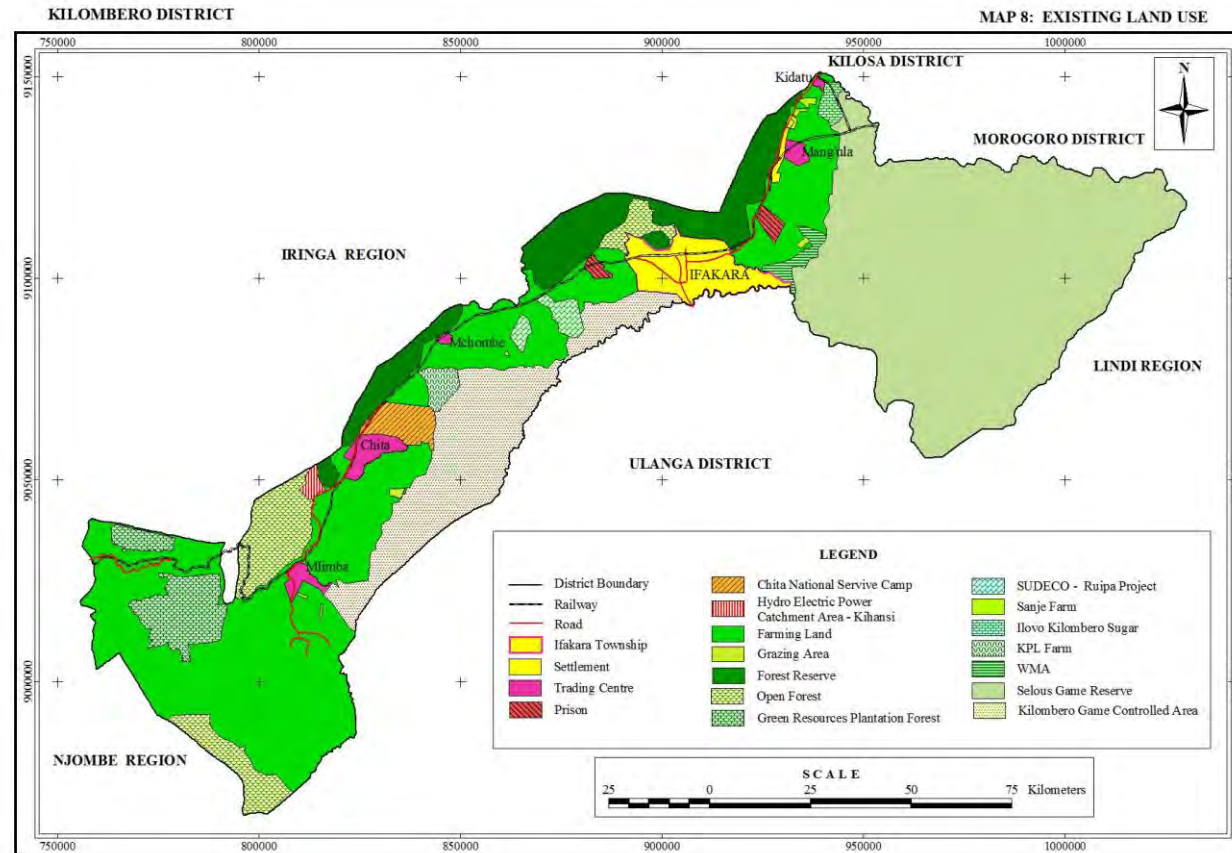 KILOMBERO DISTRICT
MAP 8: EXISTING LAND USE
750000 800000 850000 900000 950000 1000000
9150000
9100000
9050000
9000000
N
KILOSA DISTRICT
Kidatu
MOROGORO DISTRICT
Mang'ula
IRINGA REGION
IFAKARA
Mchombe
LINDI REGION
Chita
ULANGA DISTRICT
Mlimba
NJOMBE REGION
LEGEND
District Boundary
Railway
Road
Ifakara Township
Settlement
Trading Centre
Prison
Chita National Servive Camp
Hydro Electric Power
Catchment Area - Kihansi
Farming Land
Grazing Area
Forest Reserve
Open Forest
Green Resources Plantation Forest
SUDECO - Ruipa Project
Sanje Farm
Ilovo Kilombero Sugar
KPL Farm
WMA
Selous Game Reserve
Kilombero Game Controlled Area
SCALE
25 0 25 50 75 Kilometers
9150000
9100000
9050000
9000000
750000 800000 850000 900000 950000 1000000